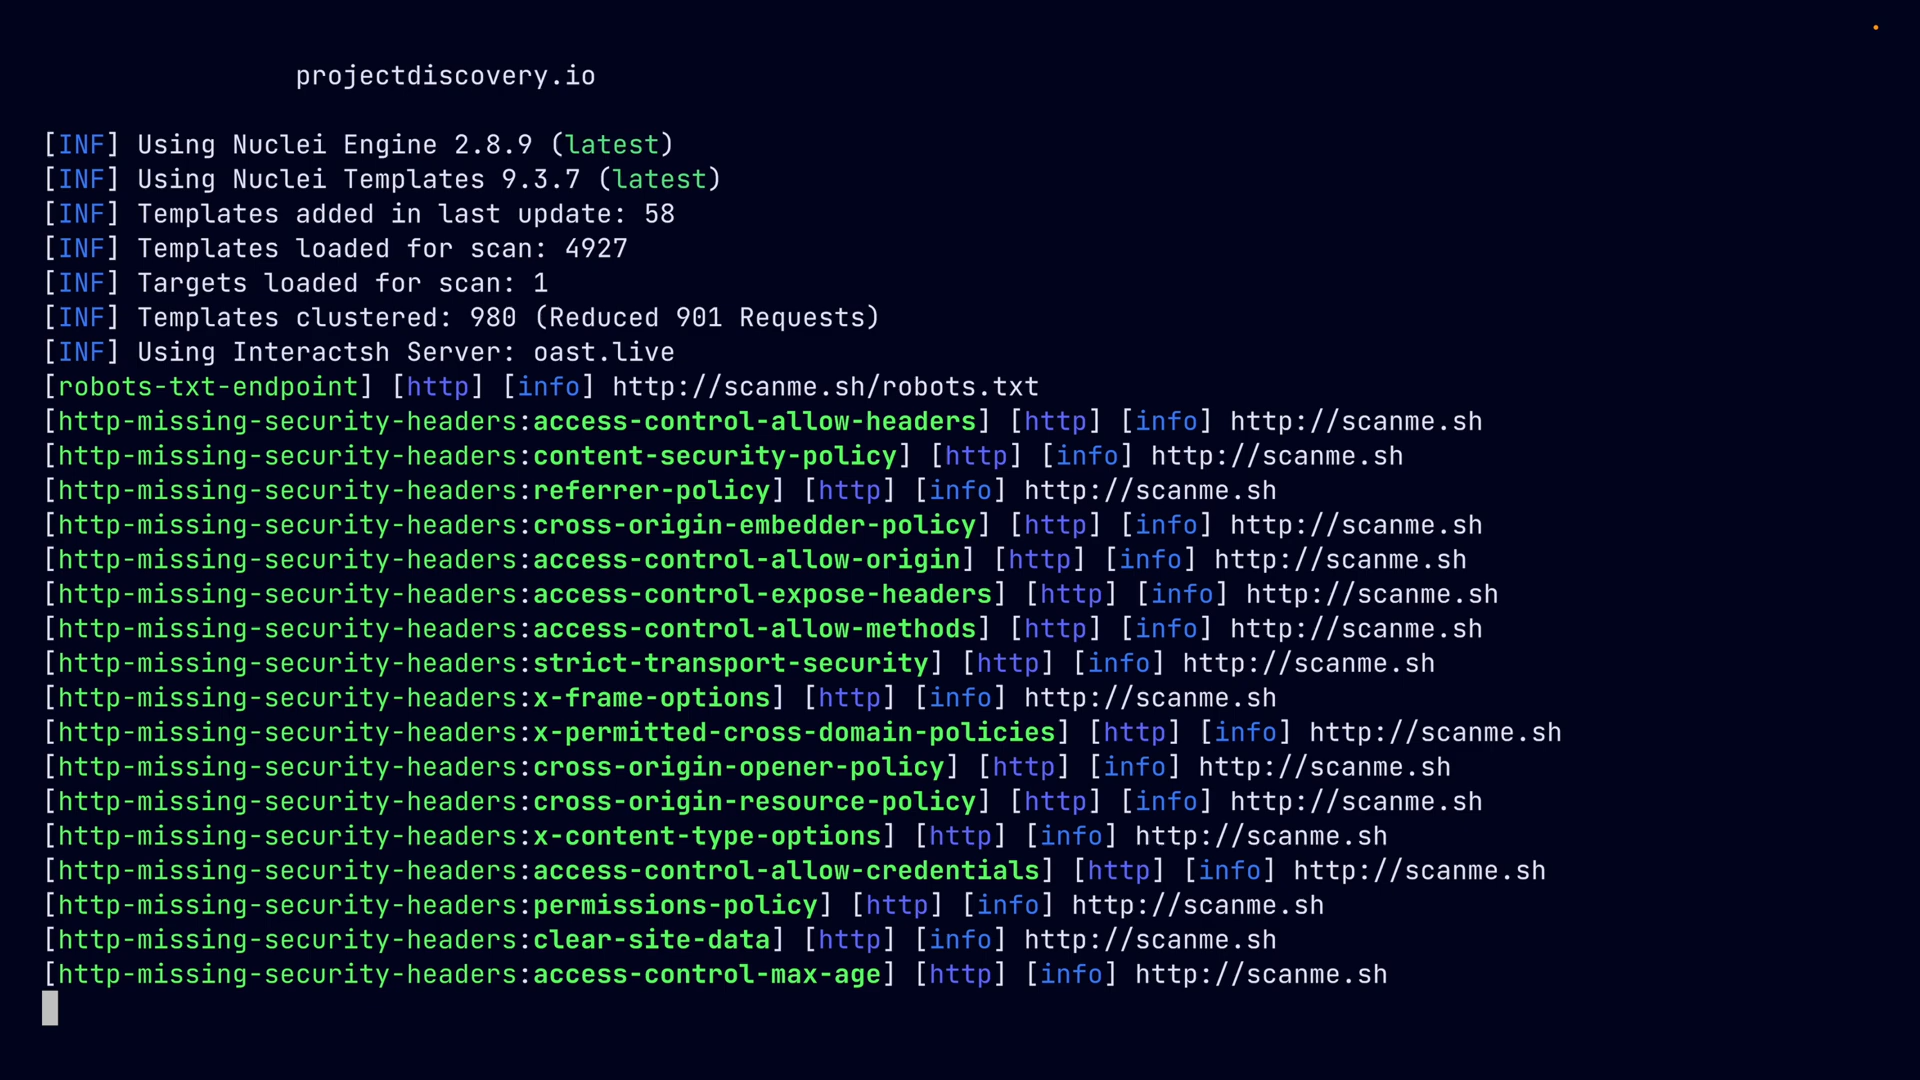 projectdiscovery.io
[INF] Using Nuclei Engine 2.8.9 (latest)
[INF] Using Nuclei Templates 9.3.7 (latest)
[INF] Templates added in last update: 58
[INF] Templates loaded for scan: 4927
[INF] Targets loaded for scan: 1
[INF] Templates clustered: 980 (Reduced 901 Requests)
[INF] Using Interactsh Server: oast.live
[robots-txt-endpoint] [http] [info] http://scanme.sh/robots.txt
[http-missing-security-headers:access-control-allow-headers] [http] [info] http://scanme.sh
[http-missing-security-headers:content-security-policy] [http] [info] http://scanme.sh
[http-missing-security-headers:referrer-policy] [http] [info] http://scanme.sh
[http-missing-security-headers:cross-origin-embedder-policy] [http] [info] http://scanme.sh
[http-missing-security-headers:access-control-allow-origin] [http] [info] http://scanme.sh
[http-missing-security-headers:access-control-expose-headers] [http] [info] http://scanme.sh
[http-missing-security-headers:access-control-allow-methods] [http] [info] http://scanme.sh
[http-missing-security-headers:strict-transport-security] [http] [info] http://scanme.sh
[http-missing-security-headers:x-frame-options] [http] [info] http://scanme.sh
[http-missing-security-headers:x-permitted-cross-domain-policies] [http] [info] http://scanme.sh
[http-missing-security-headers:cross-origin-opener-policy] [http] [info] http://scanme.sh
[http-missing-security-headers:cross-origin-resource-policy] [http] [info] http://scanme.sh
[http-missing-security-headers:x-content-type-options] [http] [info] http://scanme.sh
[http-missing-security-headers:access-control-allow-credentials] [http] [info] http://scanme.sh
[http-missing-security-headers:permissions-policy] [http] [info] http://scanme.sh
[http-missing-security-headers:clear-site-data] [http] [info] http://scanme.sh
[http-missing-security-headers:access-control-max-age] [http] [info] http://scanme.sh